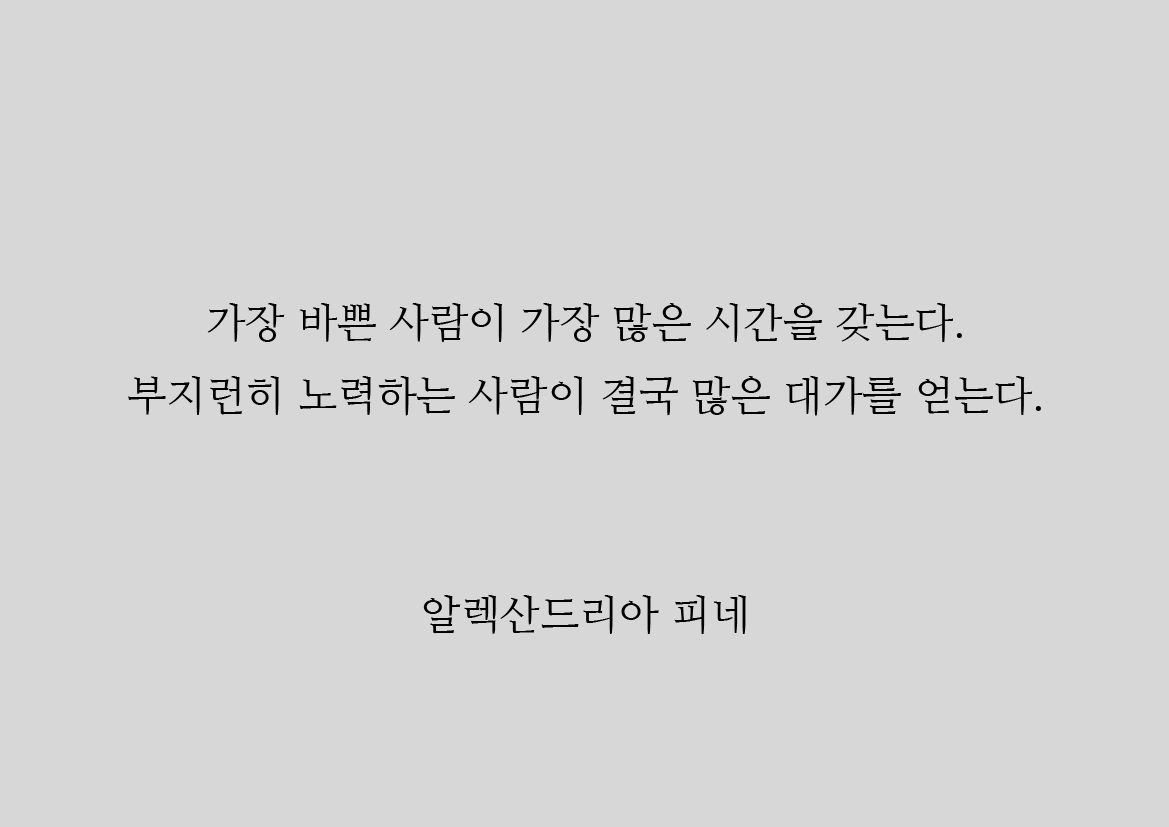 가장 바쁜 사람이 가장 많은 시간을 갖는다.
부지런히 노력하는 사람이 결국 많은 대가를 얻는다.
알렉산드리아 피네